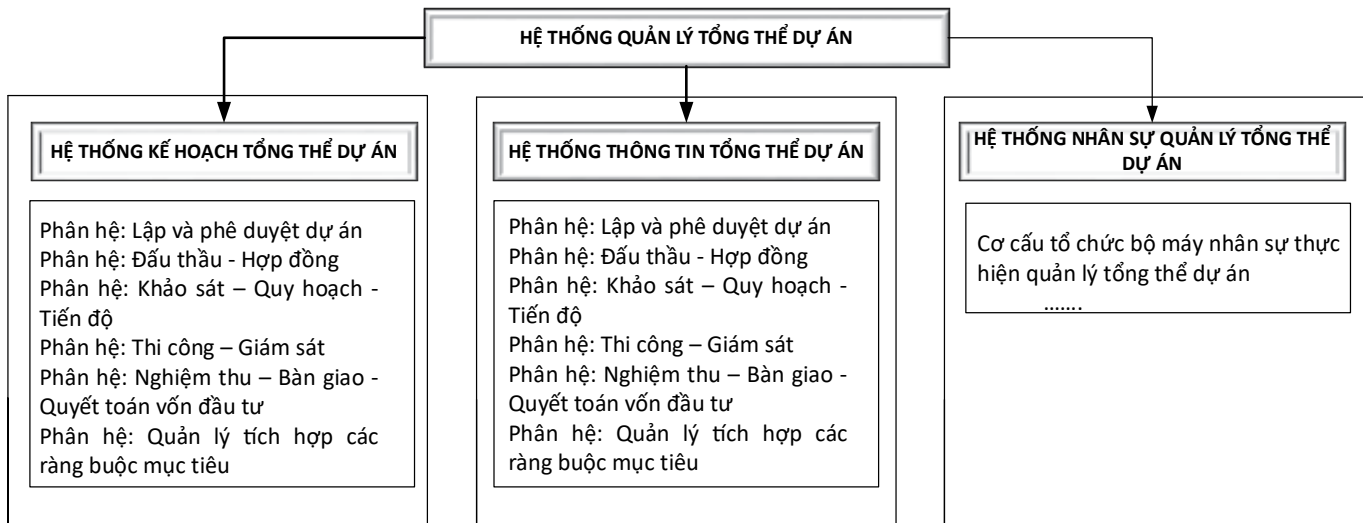 HỆ THỐNG QUẢN LÝ TỔNG THỂ DỰ ÁN
HỆ THỐNG KẾ HOẠCH TỔNG THỂ DỰ ÁN
Phân hệ: Lập và phê duyệt dự án
Phân hệ: Đấu thầu - Hợp đồng
Phân hệ: Khảo sát – Quy hoạch -
Tiến độ
Phân hệ: Thi công – Giám sát
Phân hệ: Nghiệm thu – Bàn giao -
Quyết toán vốn đầu tư
Phân hệ: Quản lý tích hợp các
ràng buộc mục tiêu
HỆ THỐNG THÔNG TIN TỔNG THỂ DỰ ÁN
Phân hệ: Lập và phê duyệt dự án
Phân hệ: Đấu thầu - Hợp đồng
Phân hệ: Khảo sát – Quy hoạch -
Tiến độ
Phân hệ: Thi công – Giám sát
Phân hệ: Nghiệm thu – Bàn giao -
Quyết toán vốn đầu tư
Phân hệ: Quản lý tích hợp các
ràng buộc mục tiêu
HỆ THỐNG NHÂN SỰ QUẢN LÝ TỔNG THỂ
DỰ ÁN
Cơ cấu tổ chức bộ máy nhân sự thực
hiện quản lý tổng thể dự án
.......